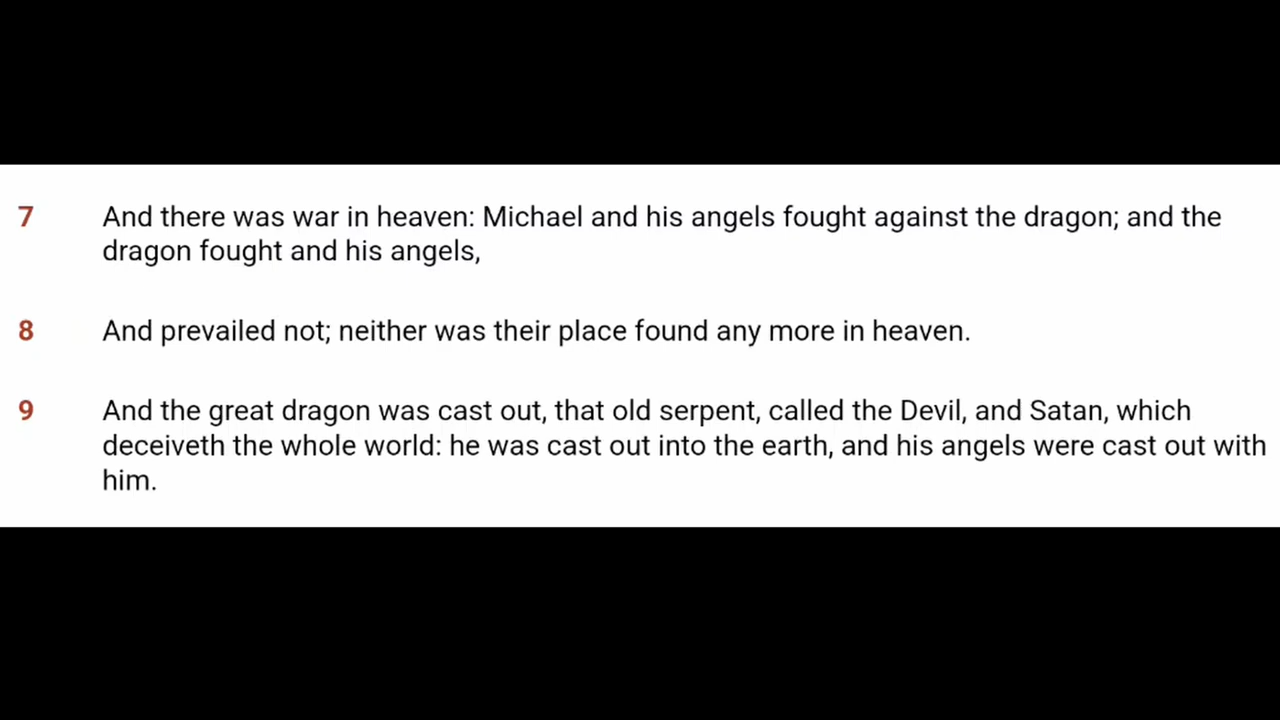 7 And there was war in heaven: Michael and his angels fought against the dragon; and the
dragon fought and his angels,
8 And prevailed not; neither was their place found any more in heaven.
9 And the great dragon was cast out, that old serpent, called the Devil, and Satan, which
deceiveth the whole world: he was cast out into the earth, and his angels were cast out with
him.